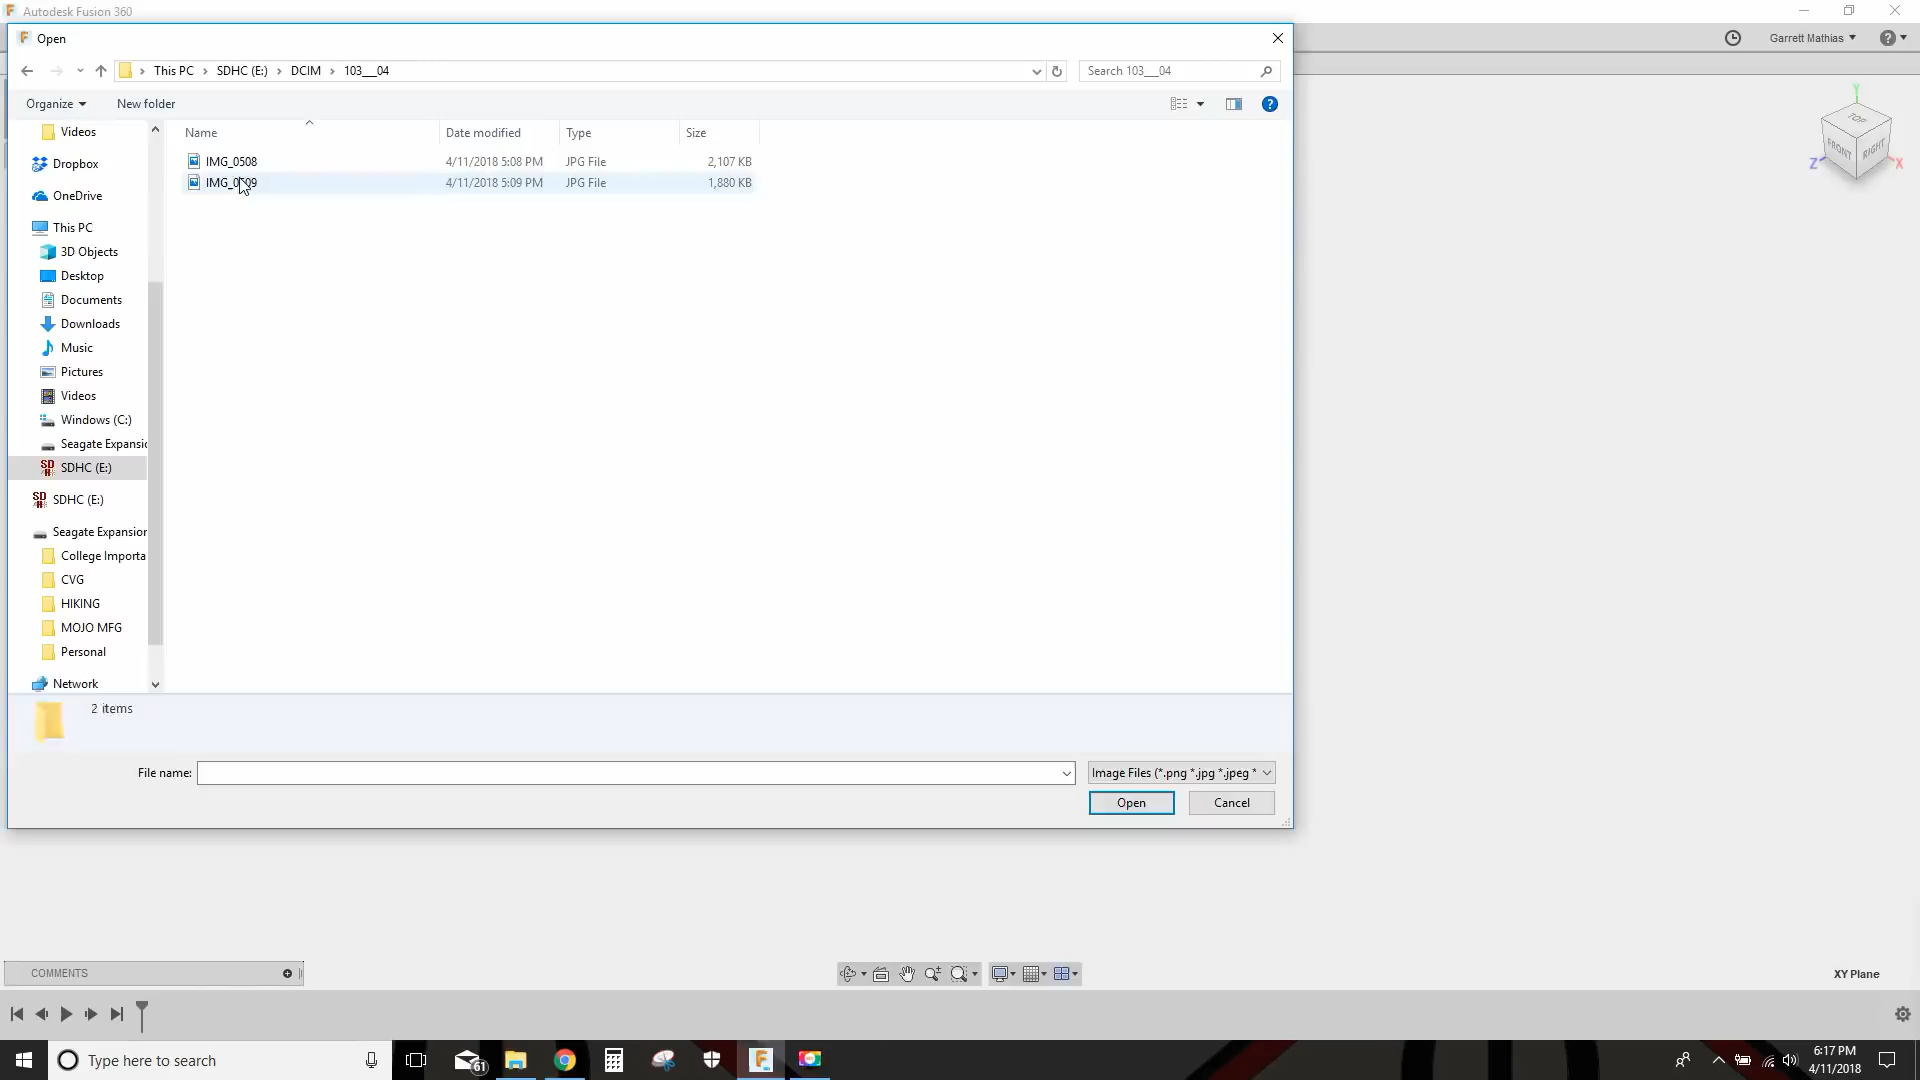 Autodesk Fusion 360
Open
Garrett Mathias
This PC > SDHC (E:) > DCIM > 103___04
Search 103___04
Organize
New folder
Name
Date modified
Type
Size
IMG_0508
4/11/2018 5:08 PM
JPG File
2,107 KB
4/11/2018 5:09 PM
JPG File
1,880 KB
Videos
Dropbox
OneDrive
This PC
3D Objects
Desktop
Documents
Downloads
Music
Pictures
Videos
Windows (C:)
Seagate Expansic
SDHC (E:)
SDHC (E:)
Seagate Expansion
College Importa
CVG
HIKING
MOJO MFG
Personal
Network
2 items
File name:
Image Files (*.png *.jpg *.jpeg *
Open
Cancel
TOP
FRONT
RIGHT
Y
Z
X
COMMENTS
XY Plane
Type here to search
61
6:17 PM
4/11/2018